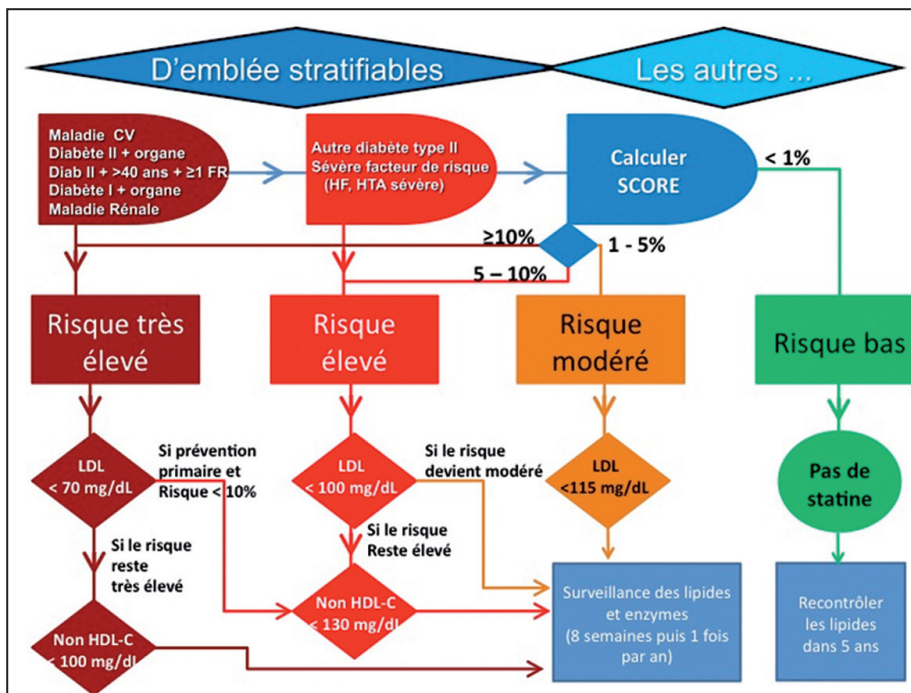 D'emblée stratifiables
Les autres ...
Maladie CV
Diabète II + organe
Diab II + >40 ans + ≥1 FR
Diabète I + organe
Maladie Rénale
Autre diabète type II
Sévère facteur de risque
(HF, HTA sévère)
Calculer
SCORE
< 1%
≥10%
1 - 5%
5 – 10%
Risque très
élevé
Risque
élevé
Risque
modéré
Risque bas
LDL
< 70 mg/dL
Si prévention
primaire et
Risque < 10%
LDL
< 100 mg/dL
Si le risque
devient modéré
LDL
<115 mg/dL
Pas de
statine
Si le risque
reste
très élevé
Si le risque
Reste élevé
Non HDL-C
< 100 mg/dL
Non HDL-C
< 130 mg/dL
Surveillance des lipides
et enzymes
(8 semaines puis 1 fois
par an)
Recontrôler
les lipides
dans 5 ans